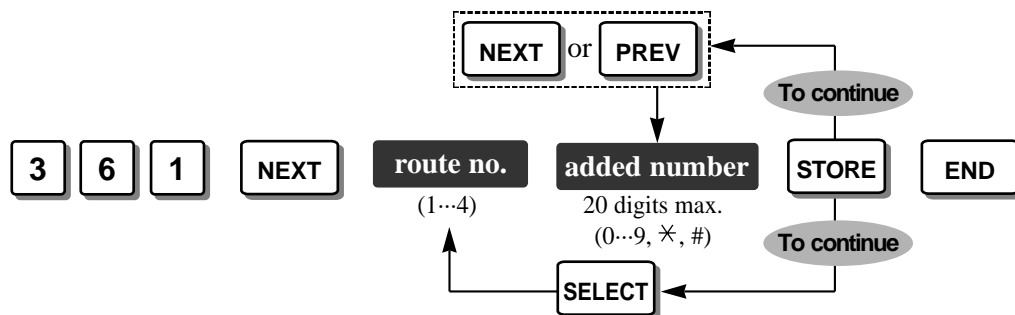 NEXT or PREV
To continue
3 6 1 NEXT route no. added number STORE END
(1···4) 20 digits max.
(0···9, ✳, #)
To continue
SELECT